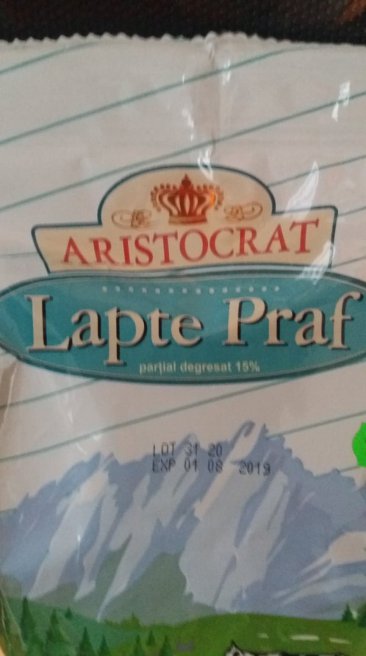 ARISTOCRAT
Lapte Praf
parțial degresat 15%
LOT 31 20
EXP 01 08 2019